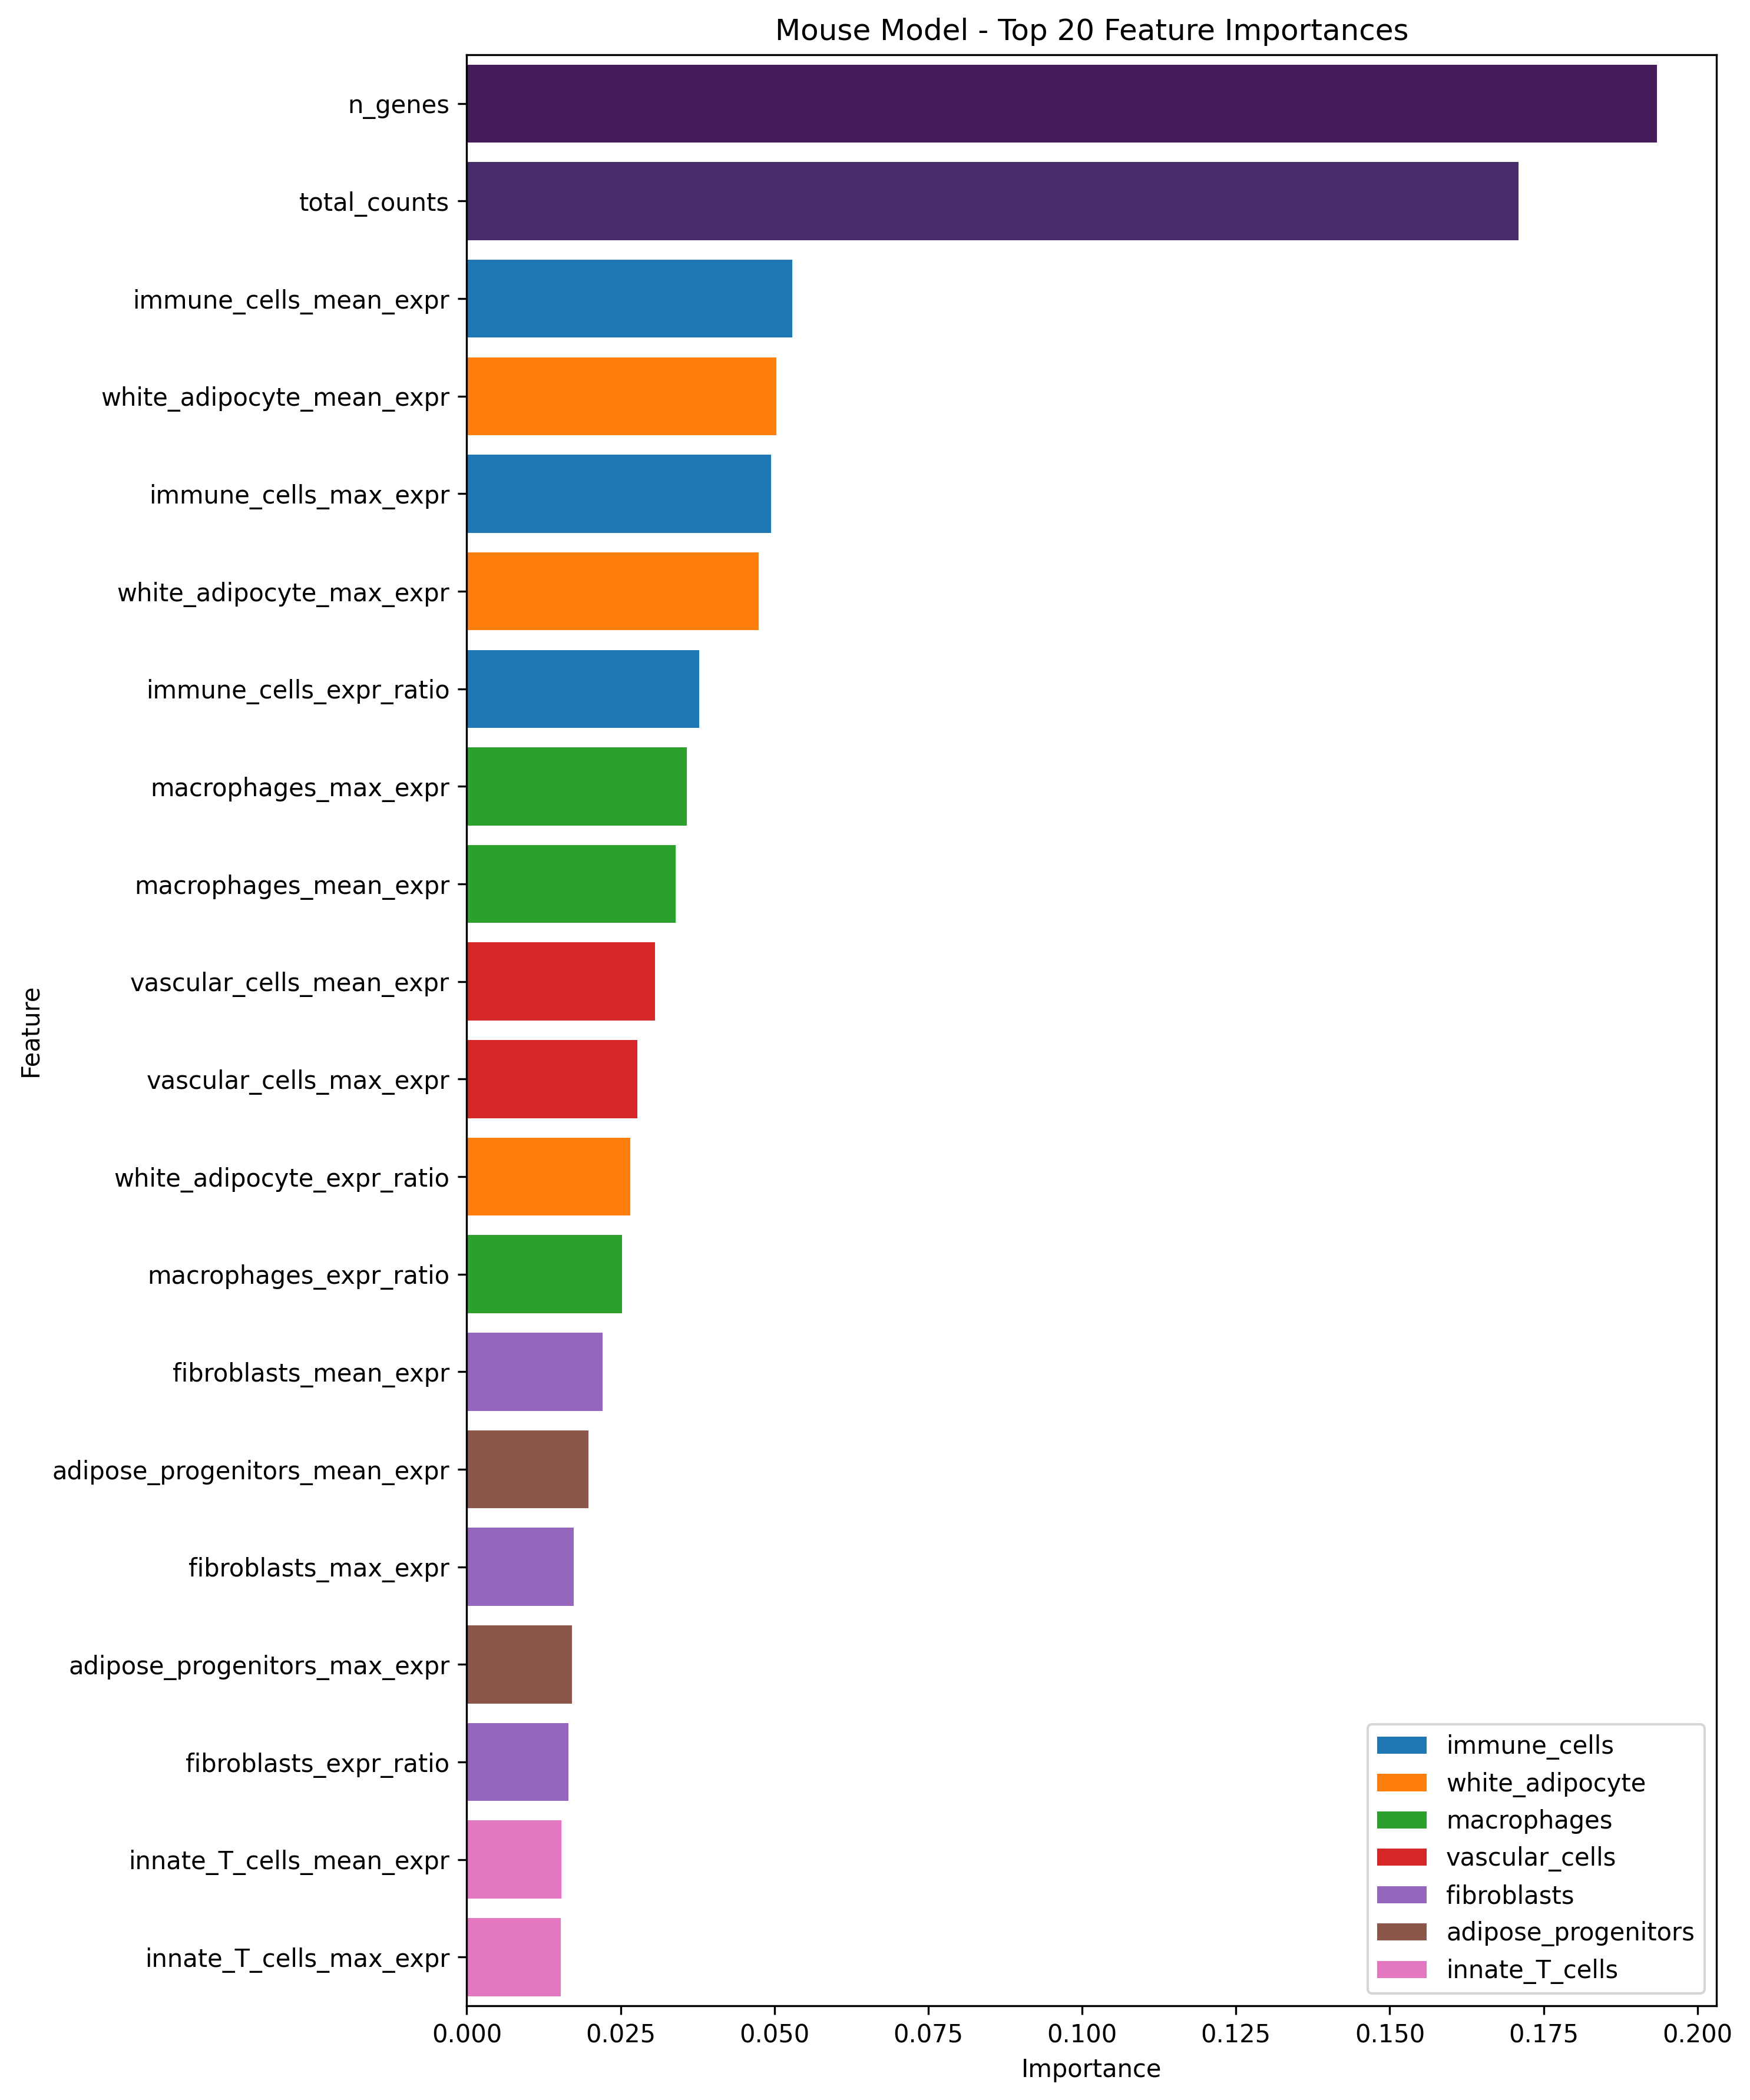 Mouse Model - Top 20 Feature Importances
n_genes
total_counts
immune_cells_mean_expr
white_adipocyte_mean_expr
immune_cells_max_expr
white_adipocyte_max_expr
immune_cells_expr_ratio
macrophages_max_expr
macrophages_mean_expr
vascular_cells_mean_expr
vascular_cells_max_expr
white_adipocyte_expr_ratio
macrophages_expr_ratio
fibroblasts_mean_expr
adipose_progenitors_mean_expr
fibroblasts_max_expr
adipose_progenitors_max_expr
fibroblasts_expr_ratio
innate_T_cells_mean_expr
innate_T_cells_max_expr
Feature
immune_cells
white_adipocyte
macrophages
vascular_cells
fibroblasts
adipose_progenitors
innate_T_cells
0.000 0.025 0.050 0.075 0.100 0.125 0.150 0.175 0.200
Importance